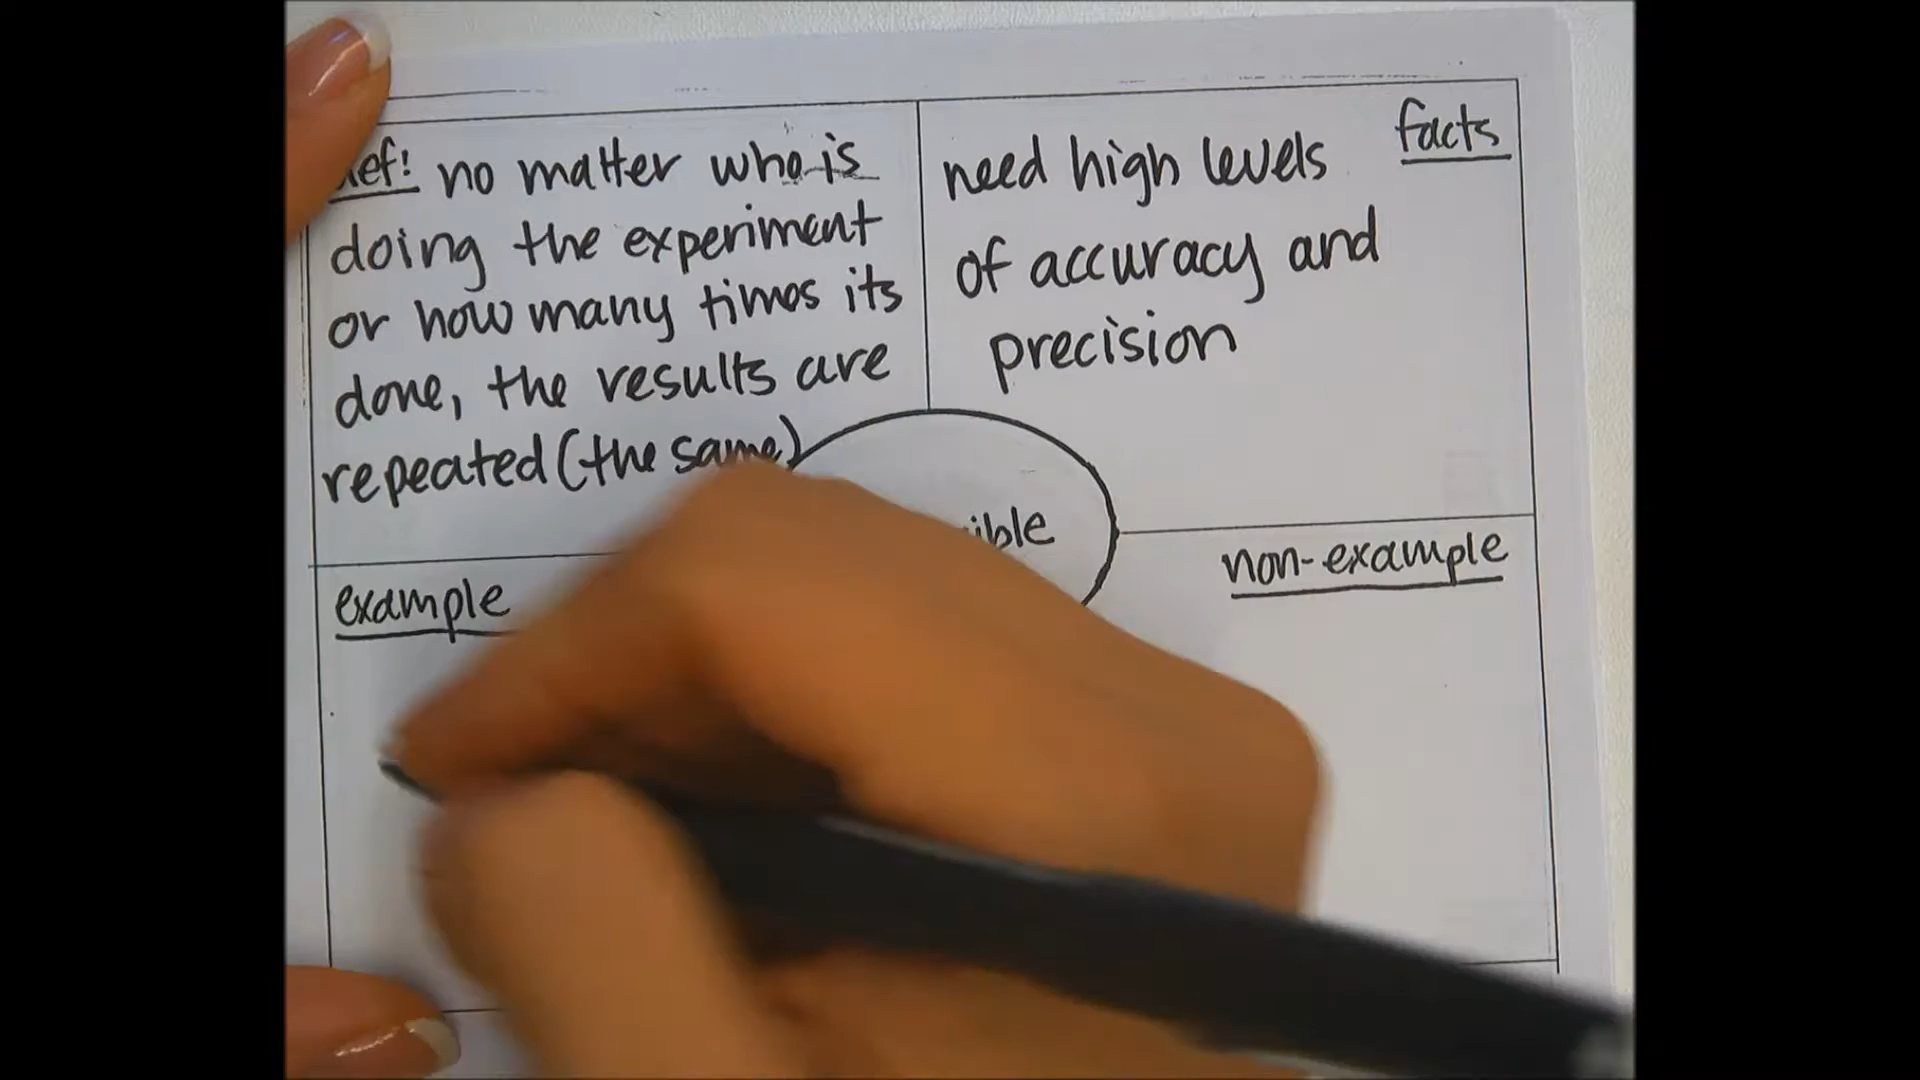 def: no matter who is
doing the experiment
or how many times its
done, the results are
repeated (the same)
facts
need high levels
of accuracy and
precision
example
non-example